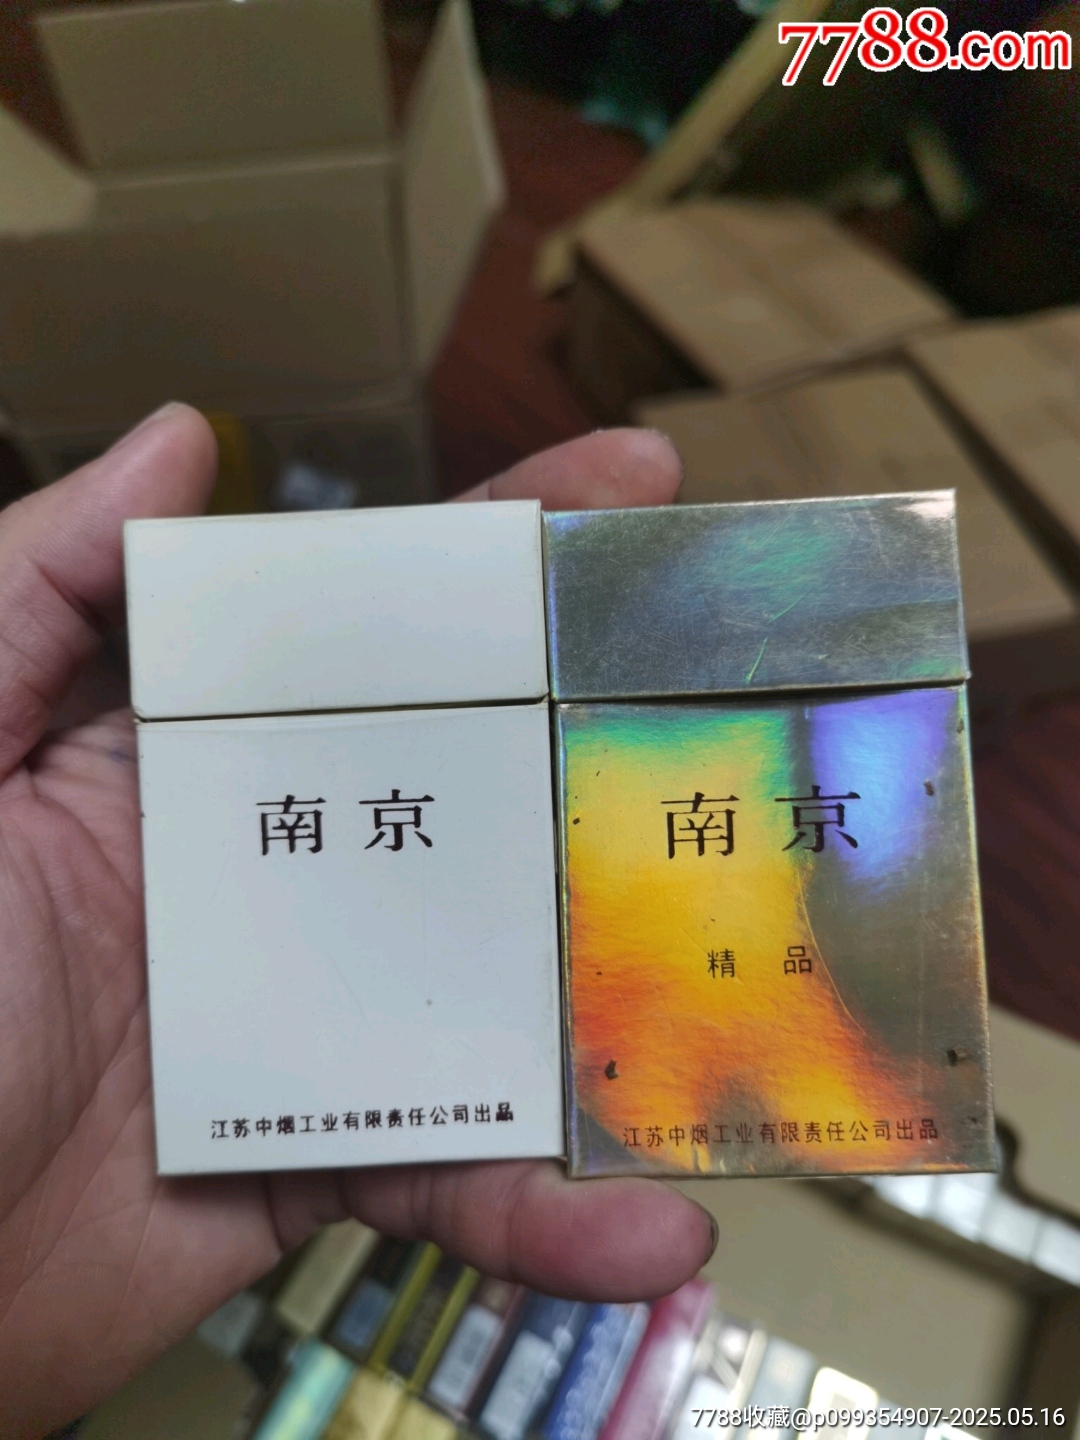 7788.com
南京
江苏中烟工业有限责任公司出品
南京
精品
江苏中烟工业有限责任公司出品
7788收藏@p099354907-2025.05.16